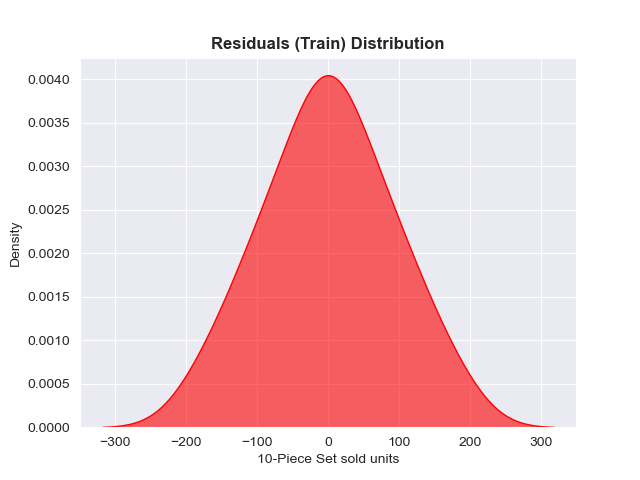 Residuals (Train) Distribution
0.0040
0.0035
0.0030
0.0025
0.0020
0.0015
0.0010
0.0005
0.0000
Density
−300 −200 −100 0 100 200 300
10-Piece Set sold units